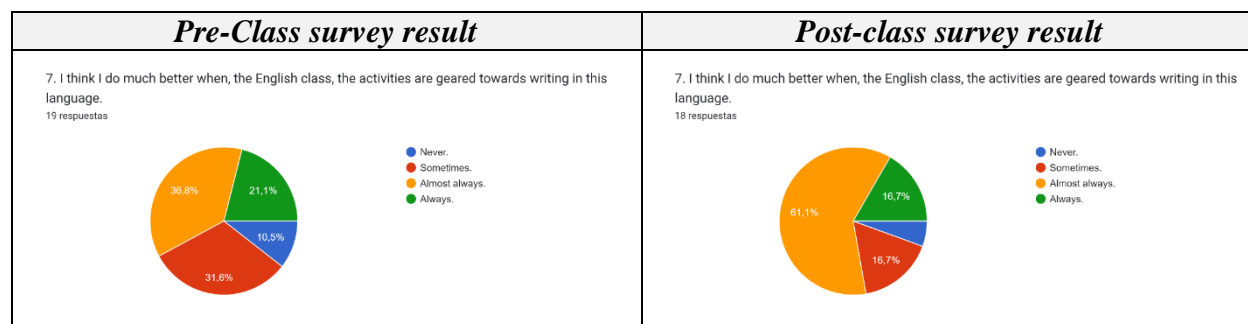 Pre-Class survey result
Post-class survey result
7. I think I do much better when, the English class, the activities are geared towards writing in this
language.
19 respuestas
Never.
Sometimes.
Almost always.
Always.
36,8%
21,1%
10,5%
31,6%
7. I think I do much better when, the English class, the activities are geared towards writing in this
language.
18 respuestas
Never.
Sometimes.
Almost always.
Always.
61,1%
16,7%
16,7%